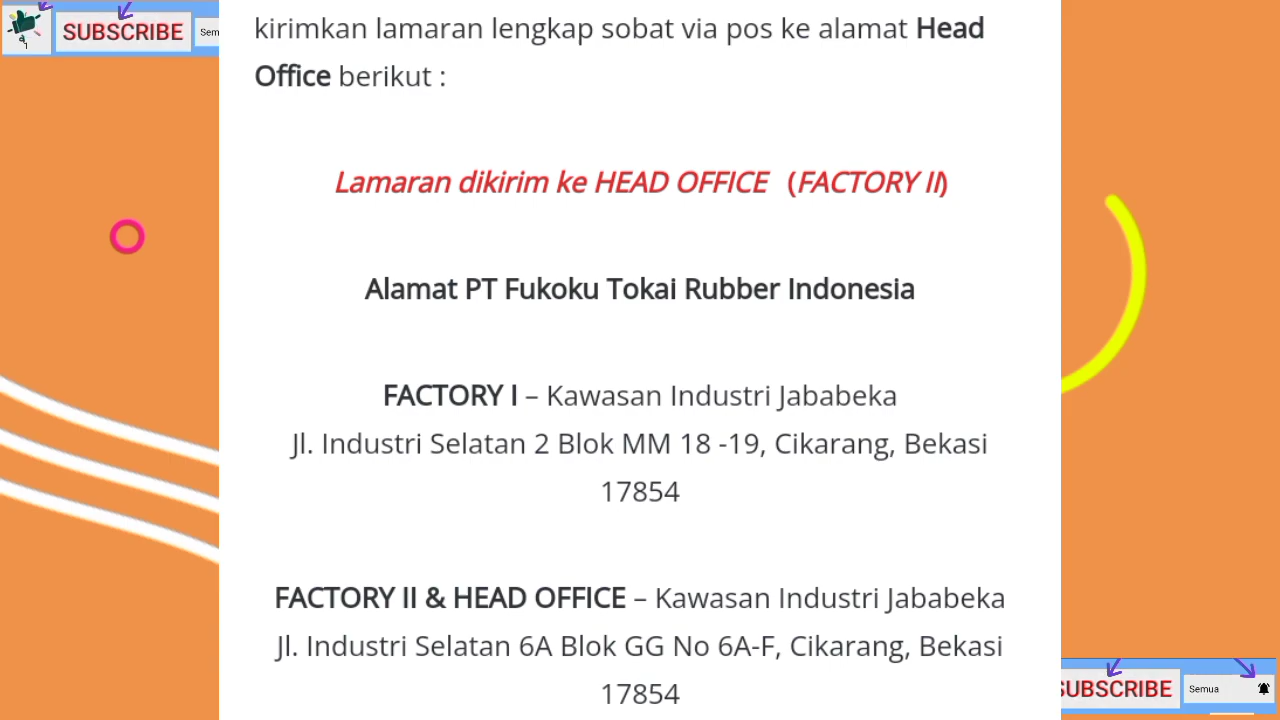 SUBSCRIBE
Sem
kirimkan lamaran lengkap sobat via pos ke alamat Head
Office berikut :
Lamaran dikirim ke HEAD OFFICE (FACTORY II)
Alamat PT Fukoku Tokai Rubber Indonesia
FACTORY I – Kawasan Industri Jababeka
Jl. Industri Selatan 2 Blok MM 18 -19, Cikarang, Bekasi
17854
FACTORY II & HEAD OFFICE – Kawasan Industri Jababeka
Jl. Industri Selatan 6A Blok GG No 6A-F, Cikarang, Bekasi
17854
SUBSCRIBE
Semua